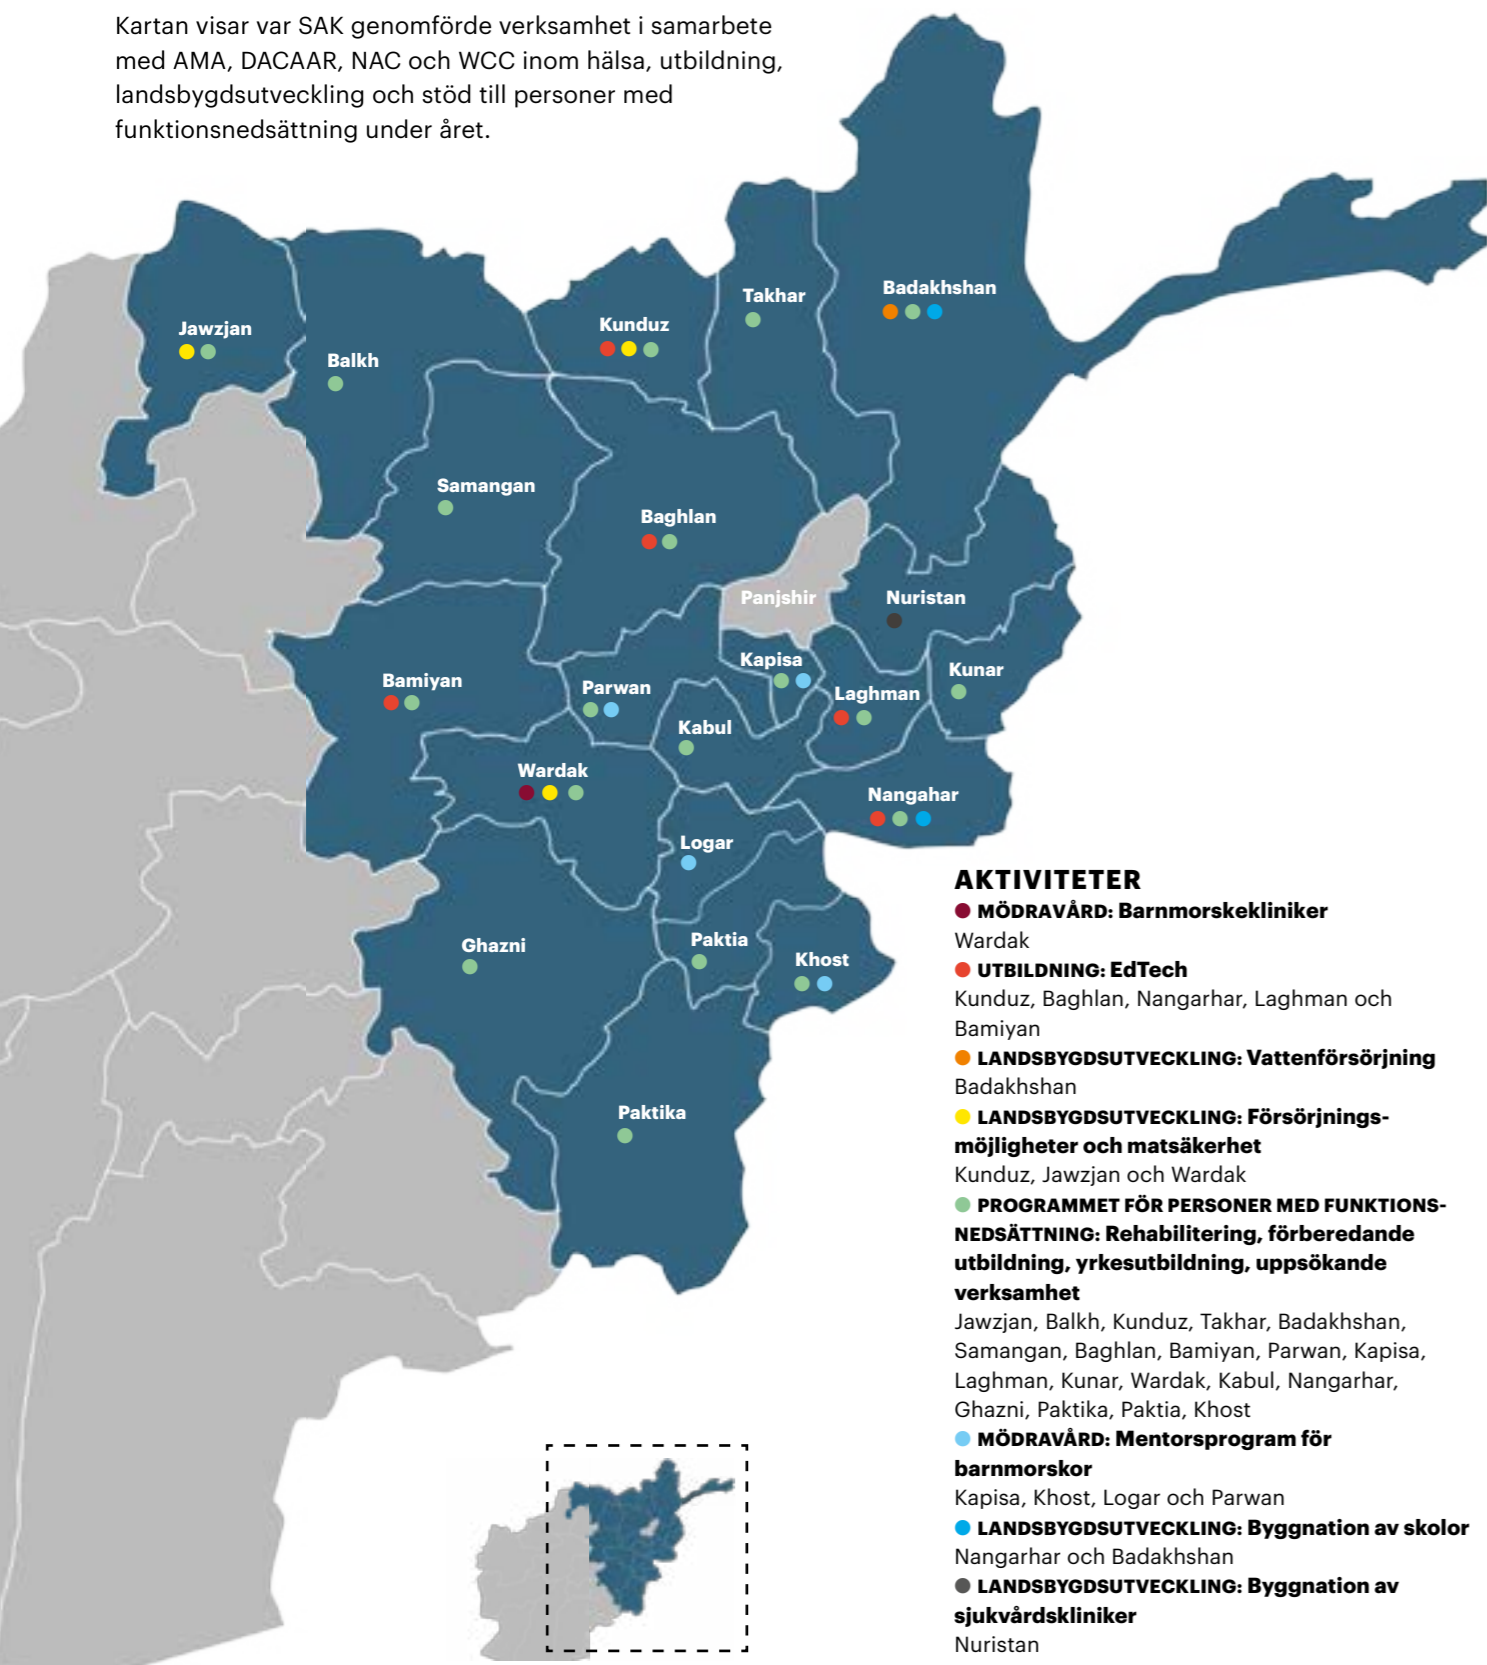 Kartan visar var SAK genomförde verksamhet i samarbete
med AMA, DACAAR, NAC och WCC inom hälsa, utbildning,
landsbygdsutveckling och stöd till personer med
funktionsnedsättning under året.
Badakhshan
Takhar
Kunduz
Jawzjan
Balkh
Samangan
Baghlan
Panjshir
Nuristan
Kapisa
Kunar
Bamiyan
Parwan
Laghman
Kabul
Wardak
Nangahar
Logar
Ghazni
Paktia
Khost
Paktika
AKTIVITETER
MÖDRAVÅRD: Barnmorskekliniker
Wardak
UTBILDNING: EdTech
Kunduz, Baghlan, Nangarhar, Laghman och
Bamiyan
LANDSBYGDSUTVECKLING: Vattenförsörjning
Badakhshan
LANDSBYGDSUTVECKLING: Försörjnings-
möjligheter och matsäkerhet
Kunduz, Jawzjan och Wardak
PROGRAMMET FÖR PERSONER MED FUNKTIONS-
NEDSÄTTNING: Rehabilitering, förberedande
utbildning, yrkesutbildning, uppsökande
verksamhet
Jawzjan, Balkh, Kunduz, Takhar, Badakhshan,
Samangan, Baghlan, Bamiyan, Parwan, Kapisa,
Laghman, Kunar, Wardak, Kabul, Nangarhar,
Ghazni, Paktika, Paktia, Khost
MÖDRAVÅRD: Mentorsprogram för
barnmorskor
Kapisa, Khost, Logar och Parwan
LANDSBYGDSUTVECKLING: Byggnation av skolor
Nangarhar och Badakhshan
LANDSBYGDSUTVECKLING: Byggnation av
sjukvårdskliniker
Nuristan